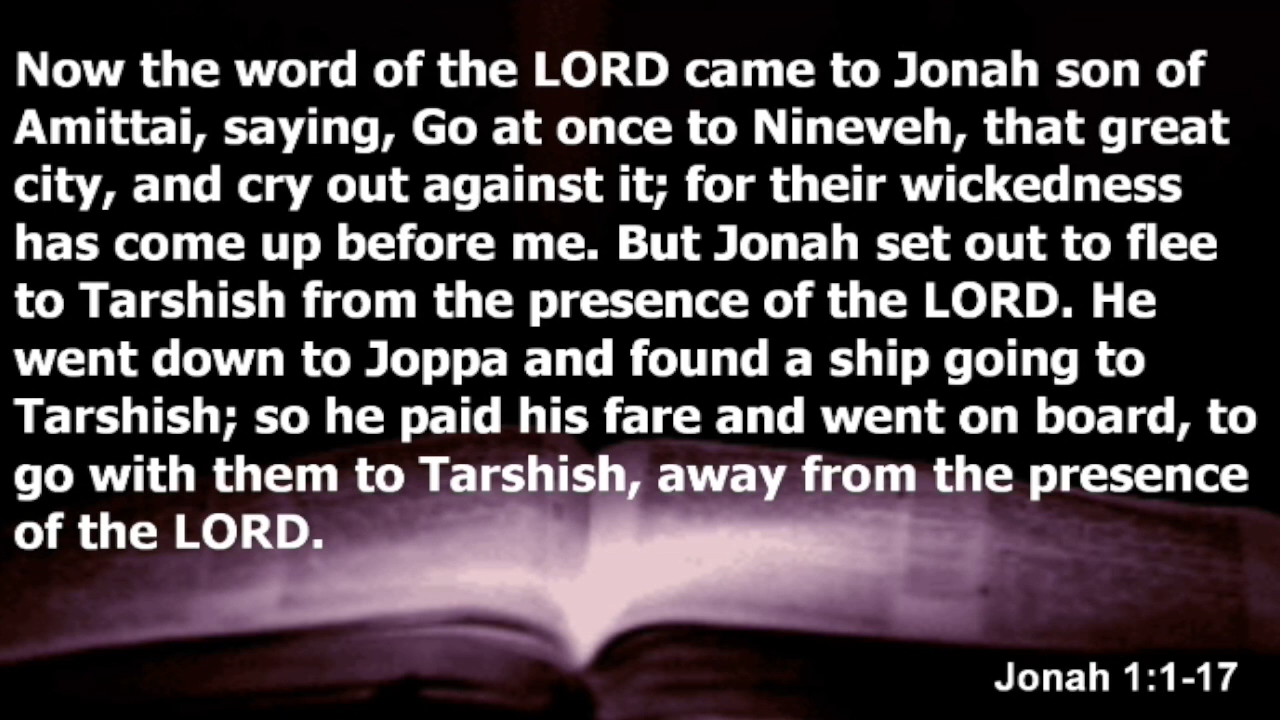 Now the word of the LORD came to Jonah son of
Amittai, saying, Go at once to Nineveh, that great
city, and cry out against it; for their wickedness
has come up before me. But Jonah set out to flee
to Tarshish from the presence of the LORD. He
went down to Joppa and found a ship going to
Tarshish; so he paid his fare and went on board, to
go with them to Tarshish, away from the presence
of the LORD.
Jonah 1:1-17